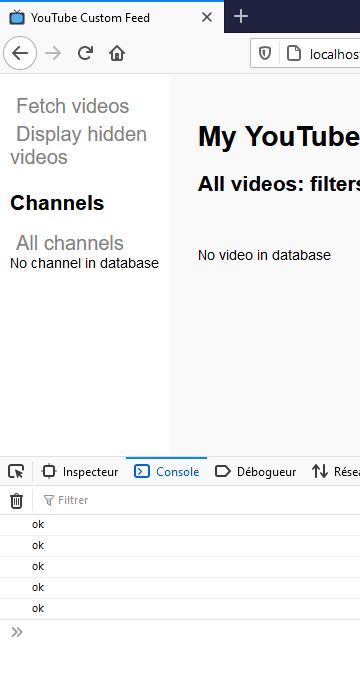 YouTube Custom Feed
localhos
Fetch videos
Display hidden
videos
Channels
All channels
No channel in database
My YouTube
All videos: filters
No video in database
Inspecteur
Console
Débogueur
Résea
Filtrer
ok
ok
ok
ok
ok